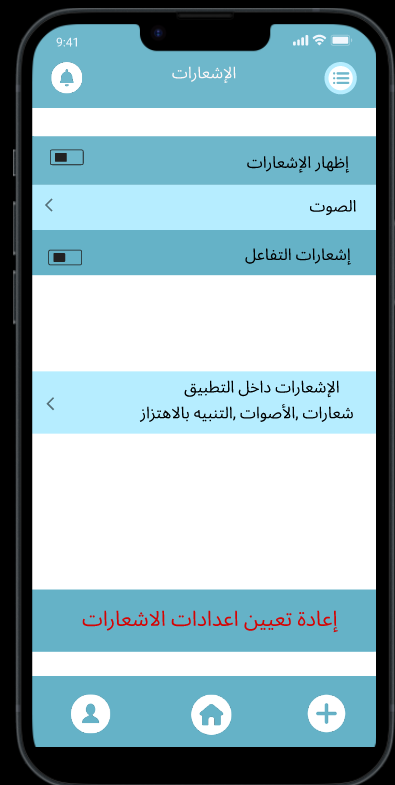 9:41
الإشعارات
إظهار الإشعارات
الصوت
إشعارات التفاعل
الإشعارات داخل التطبيق
شعارات ,الأصوات ,التنبيه بالاهتزاز
إعادة تعيين اعدادات الاشعارات